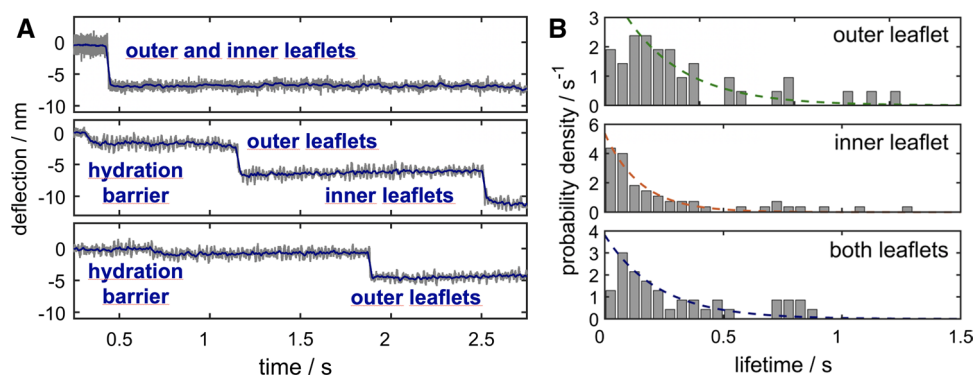 A
deflection / nm
0
-5
-10
outer and inner leaflets
0
-5
-10
hydration
barrier
outer leaflets
inner leaflets
0
-5
-10
hydration
barrier
outer leaflets
0.5 1 1.5 2 2.5
time / s
B
probability density / s-1
3
2
1
0
outer leaflet
6
4
2
0
inner leaflet
4
3
2
1
0
both leaflets
0 0.5 1 1.5
lifetime / s